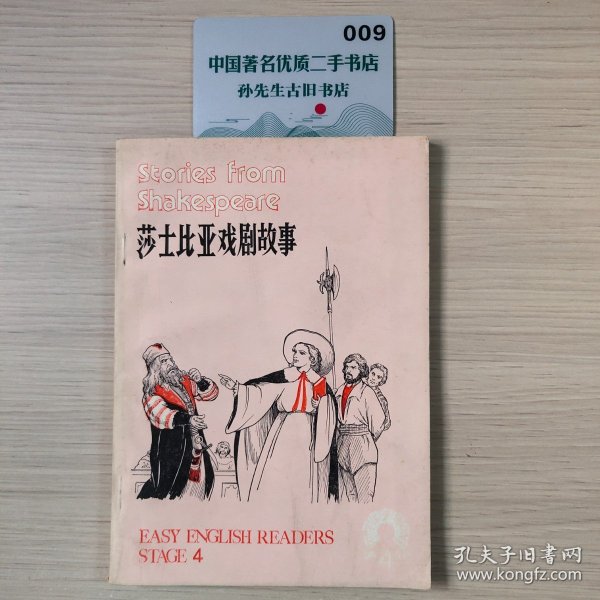 009
中国著名优质二手书店
孙先生古旧书店
Stories from
Shakespeare
莎士比亚戏剧故事
EASY ENGLISH READERS
STAGE 4
4
孔夫子旧书网
www.kongfz.com